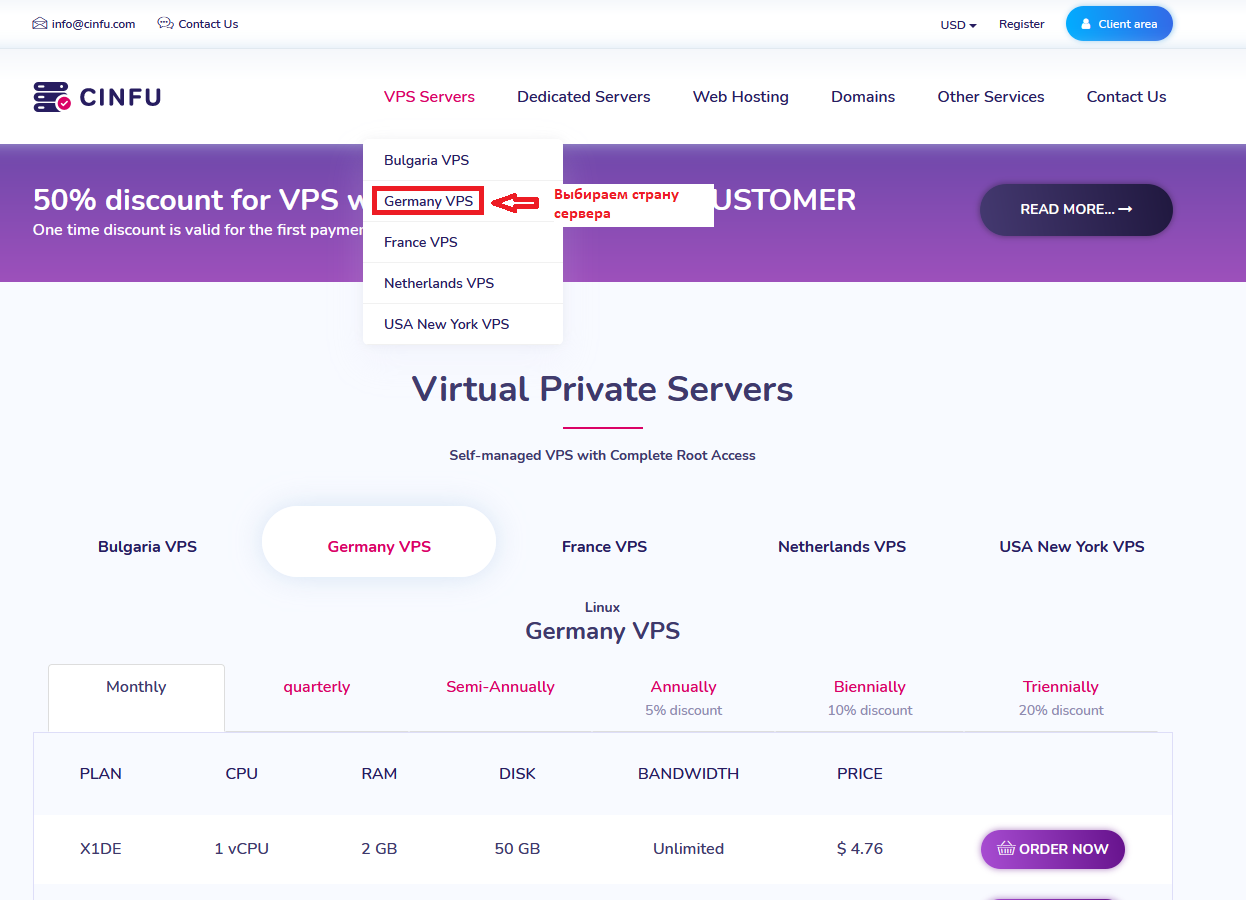 info@cinfu.com
Contact Us
USD
Register
Client area
CINFU
VPS Servers
Dedicated Servers
Web Hosting
Domains
Other Services
Contact Us
50% discount for VPS w
USTOMER
One time discount is valid for the first paymen
READ MORE...
Bulgaria VPS
Germany VPS
Выбираем страну
сервера
France VPS
Netherlands VPS
USA New York VPS
Virtual Private Servers
Self-managed VPS with Complete Root Access
Bulgaria VPS
Germany VPS
France VPS
Netherlands VPS
USA New York VPS
Linux
Germany VPS
Monthly
quarterly
Semi-Annually
Annually
5% discount
Biennially
10% discount
Triennially
20% discount
PLAN CPU RAM DISK BANDWIDTH PRICE
X1DE 1 vCPU 2 GB 50 GB Unlimited $ 4.76 ORDER NOW